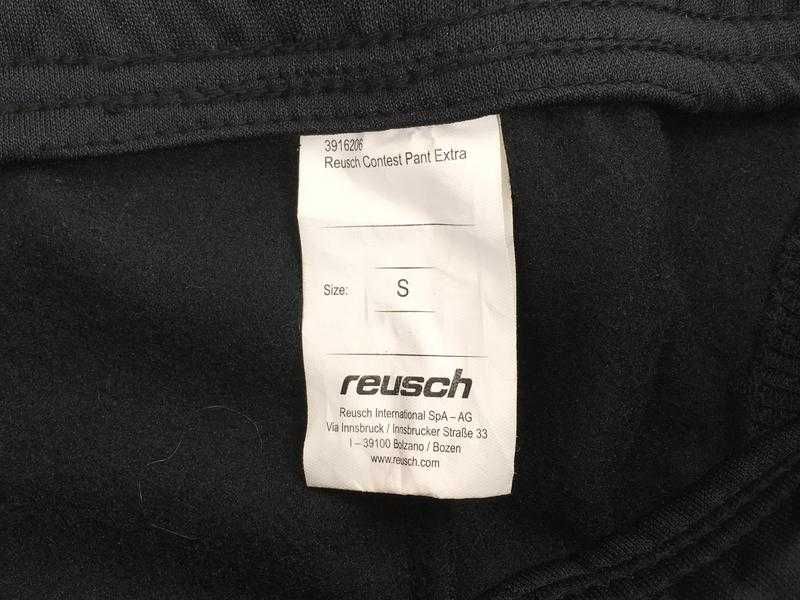 3916206
Reusch Contest Pant Extra
Size: S
reusch
Reusch International SpA – AG
Via Innsbruck / Innsbrucker Straße 33
I – 39100 Bolzano / Bozen
www.reusch.com